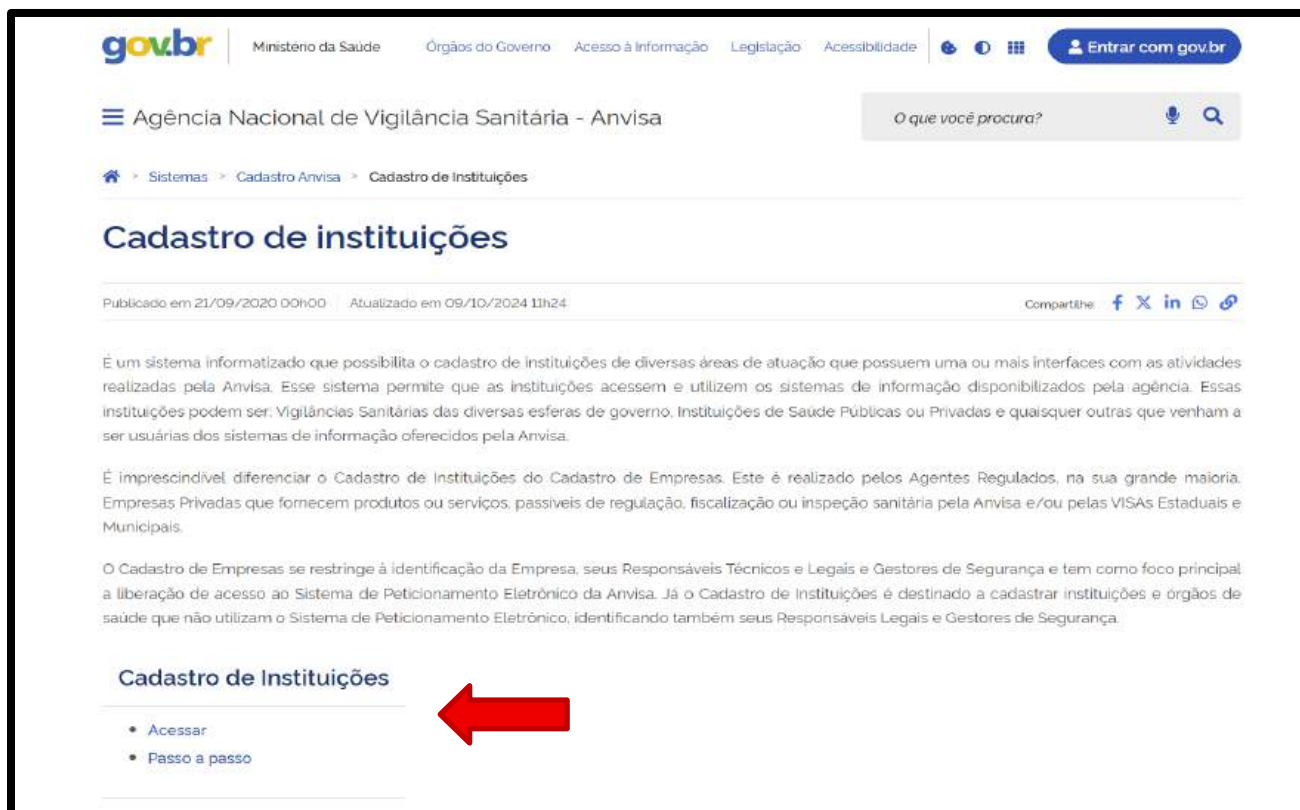 gov.br Ministério da Saúde Órgãos do Governo Acesso à Informação Legislação Acessibilidade Entrar com gov.br
Agência Nacional de Vigilância Sanitária - Anvisa O que você procura?
> Sistemas > Cadastro Anvisa > Cadastro de Instituições
Cadastro de instituições
Publicado em 21/09/2020 00h00 Atualizado em 09/10/2024 11h24 Compartilhe:
É um sistema informatizado que possibilita o cadastro de instituições de diversas áreas de atuação que possuem uma ou mais interfaces com as atividades
realizadas pela Anvisa. Esse sistema permite que as instituições acessem e utilizem os sistemas de informação disponibilizados pela agência. Essas
instituições podem ser: Vigilâncias Sanitárias das diversas esferas de governo, Instituições de Saúde Públicas ou Privadas e quaisquer outras que venham a
ser usuárias dos sistemas de informação oferecidos pela Anvisa.
É imprescindível diferenciar o Cadastro de Instituições do Cadastro de Empresas. Este é realizado pelos Agentes Regulados, na sua grande maioria,
Empresas Privadas que fornecem produtos ou serviços, passíveis de regulação, fiscalização ou inspeção sanitária pela Anvisa e/ou pelas VISAs Estaduais e
Municipais.
O Cadastro de Empresas se restringe à identificação da Empresa, seus Responsáveis Técnicos e Legais e Gestores de Segurança e tem como foco principal
a liberação de acesso ao Sistema de Peticionamento Eletrônico da Anvisa. Já o Cadastro de Instituições é destinado a cadastrar instituições e órgãos de
saúde que não utilizam o Sistema de Peticionamento Eletrônico, identificando também seus Responsáveis Legais e Gestores de Segurança.
Cadastro de Instituições
• Acessar
• Passo a passo